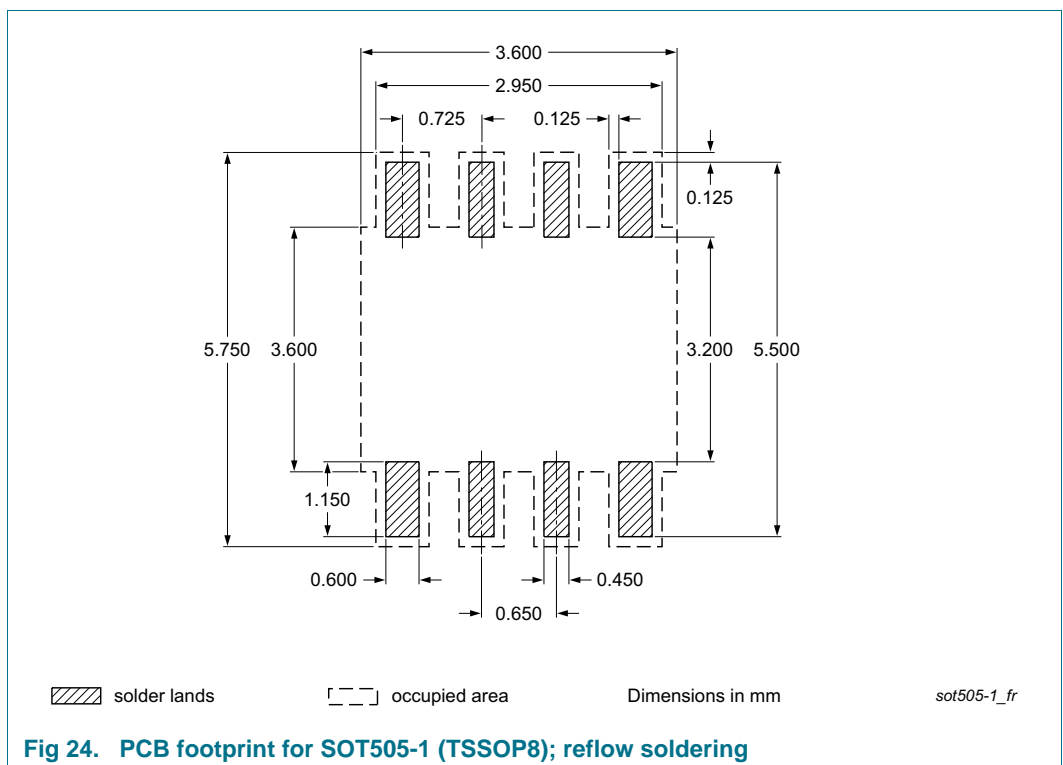 3.600
2.950
0.725 0.125
0.125
5.750 3.600 3.200 5.500
1.150
0.600 0.450
0.650
solder lands occupied area Dimensions in mm sot505-1_fr
Fig 24. PCB footprint for SOT505-1 (TSSOP8); reflow soldering